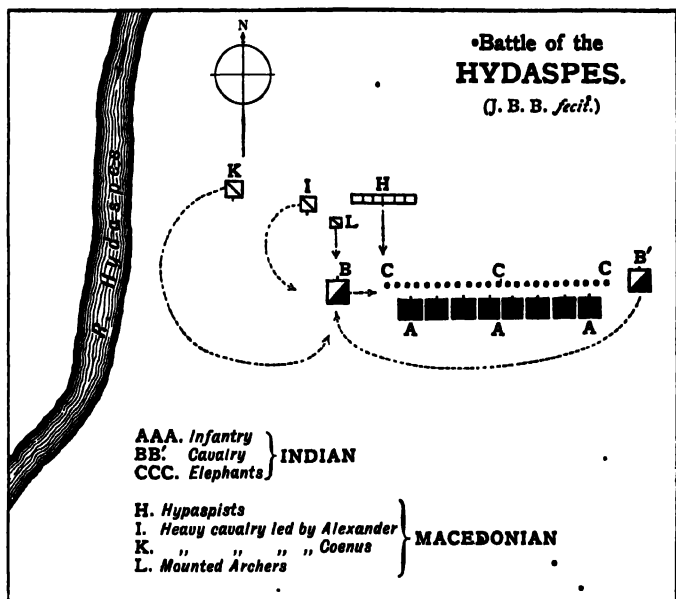 Battle of the
HYDASPES.
(J. B. B. fecit.)
N
K
I
H
L
R. Hydaspes
B
C
C
C
B'
A
A
A
AAA. Infantry
BB'. Cavalry
CCC. Elephants
INDIAN
H. Hypaspists
I. Heavy cavalry led by Alexander
K. „ „ „ „ Coenus
L. Mounted Archers
MACEDONIAN